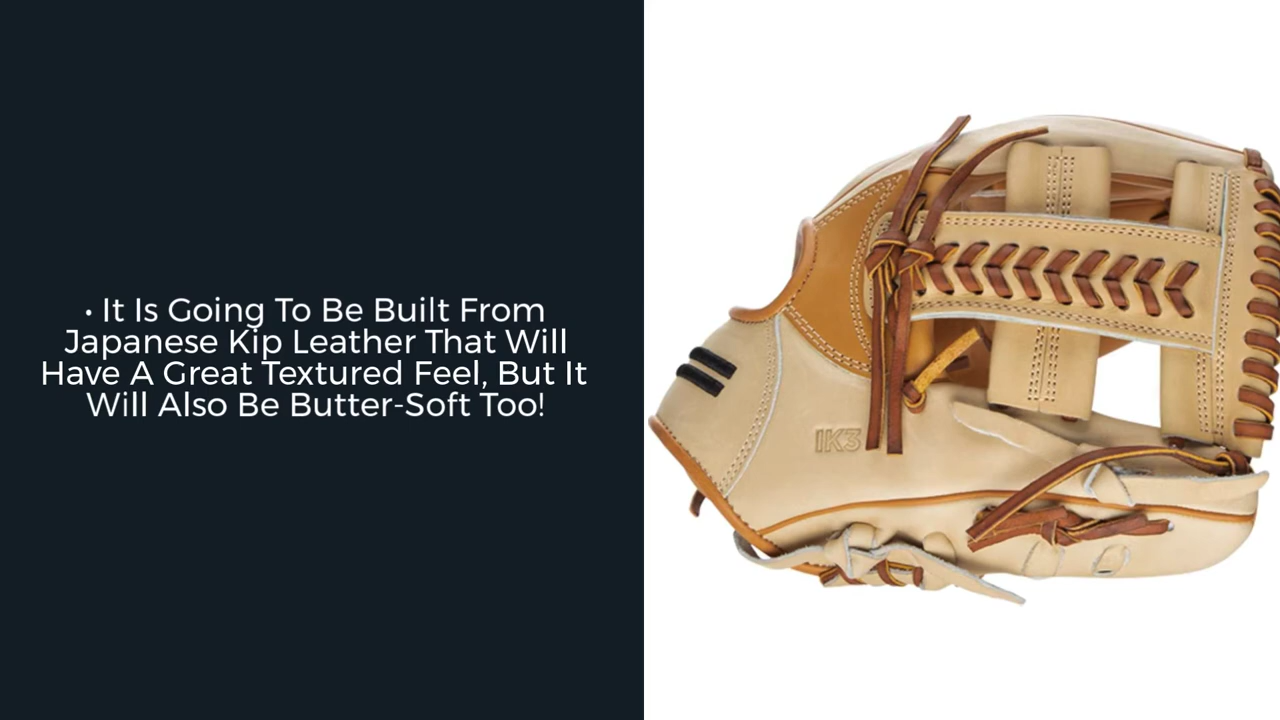 • It Is Going To Be Built From
Japanese Kip Leather That Will
Have A Great Textured Feel, But It
Will Also Be Butter-Soft Too!
IK3